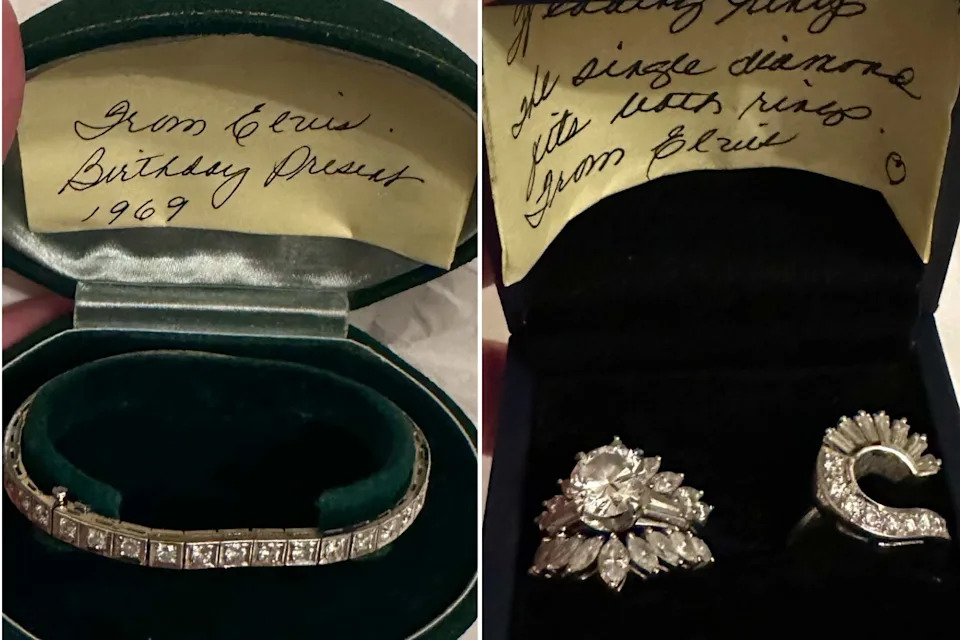 From Elvis.
Birthday Present
1969
Wedding rings
The single diamond
fits both rings.
From Elvis